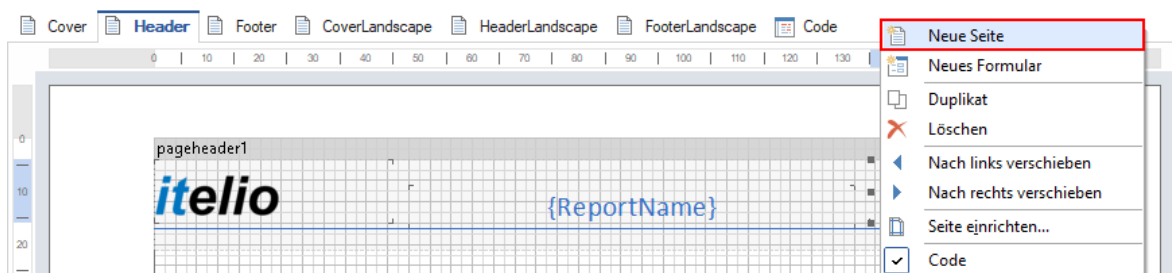 Cover Header Footer CoverLandscape HeaderLandscape FooterLandscape Code
0 10 20 30 40 50 60 70 80 90 100 110 120 130
Neue Seite
Neues Formular
Duplikat
Löschen
Nach links verschieben
Nach rechts verschieben
Seite einrichten...
Code
0
pageheader1
10
itelio
{ReportName}
20